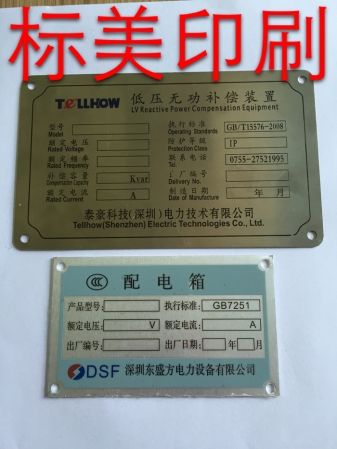 标美印刷
TELLHOW 低压无功补偿装置
LV Reactive Power Compensation Equipment
型号 执行标准 GB/T15576-2008
Model Operating Standards
额定电压 防护等级 IP
Rated Voltage Protection Class
额定频率 联系电话 0755-27521995
Rated Frequency Tel
补偿容量 Kvar 工厂编号
Compensation Capacity Delivery No.
额定电流 A 制造日期 年 月
Rated Current Date of Manufacture
泰豪科技(深圳)电力技术有限公司
Tellhow(Shenzhen) Electric Technologies Co., Ltd.
CCC 配电箱
产品型号: 执行标准: GB7251
额定电压: V 额定电流: A
出厂编号: 出厂日期: 年 月
DSF 深圳东盛方电力设备有限公司